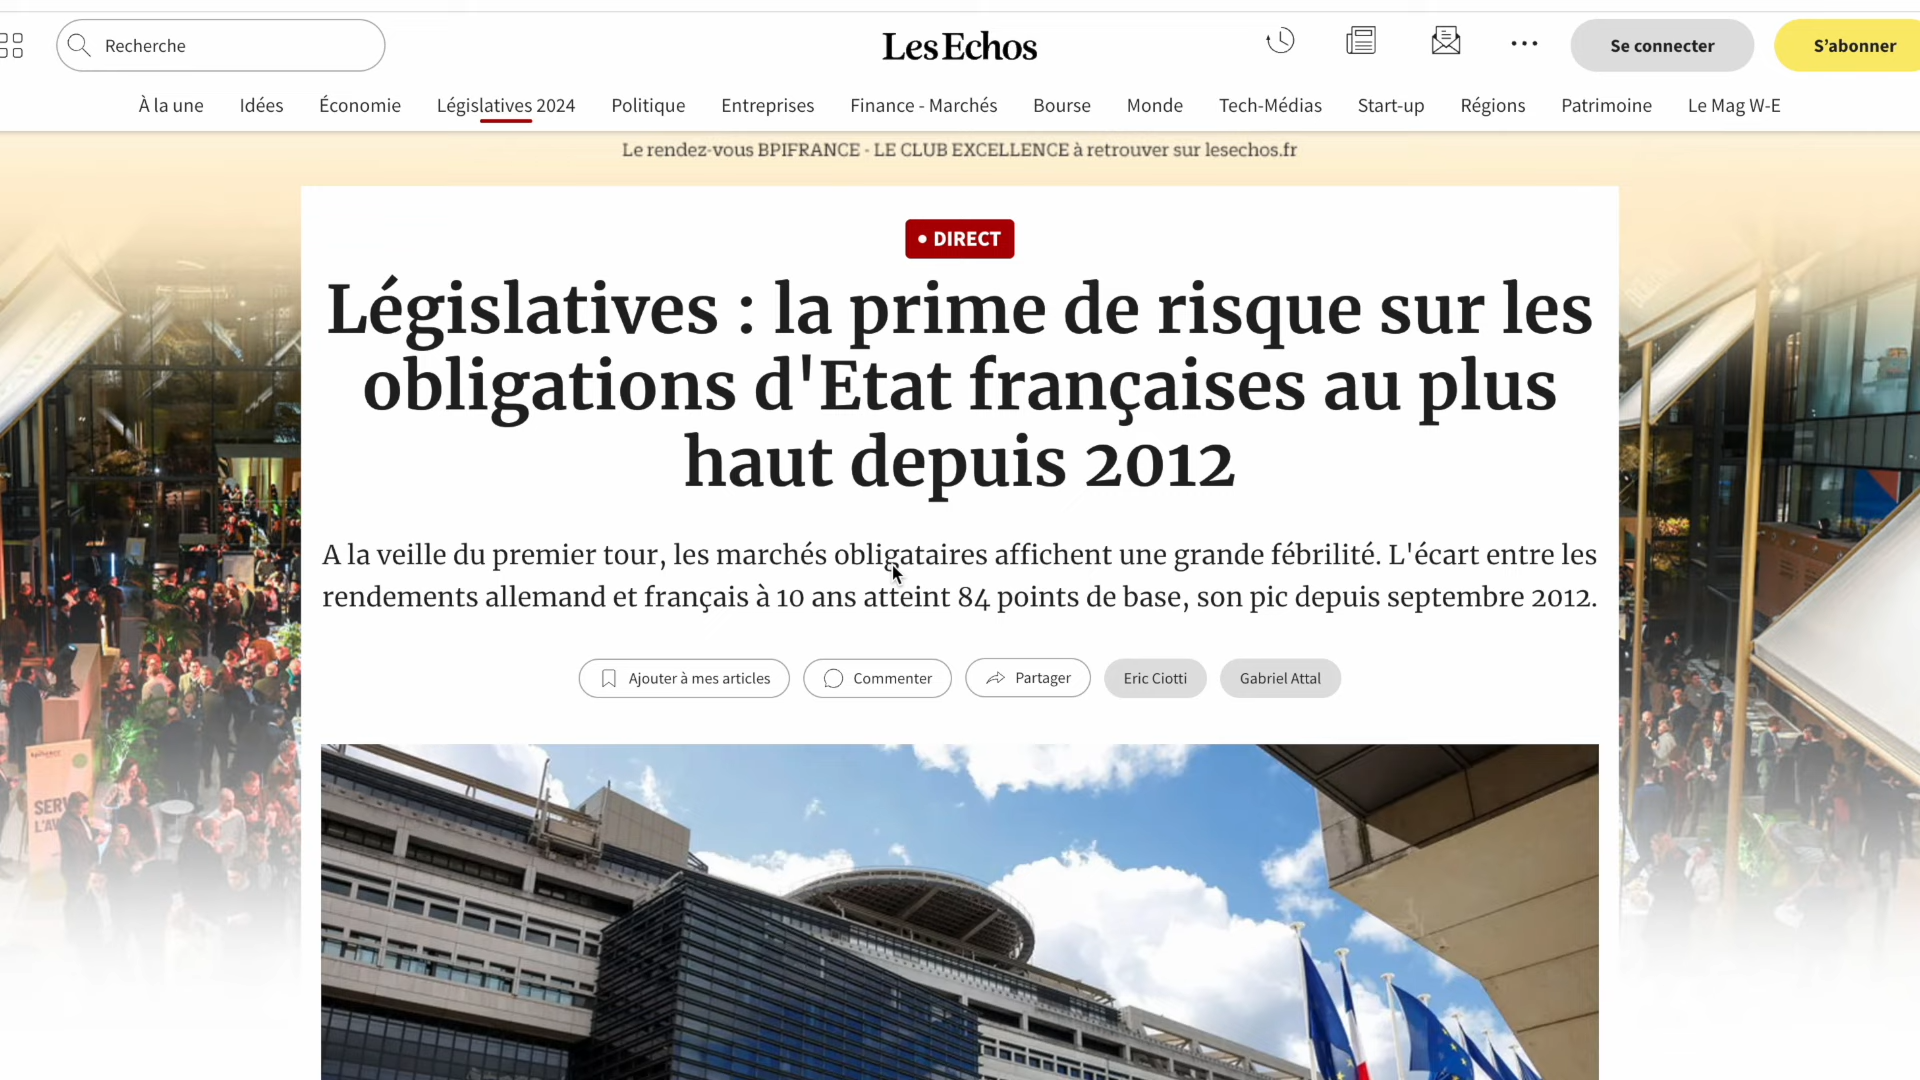 Recherche
Les Echos
Se connecter
S'abonner
À la une
Idées
Économie
Législatives 2024
Politique
Entreprises
Finance - Marchés
Bourse
Monde
Tech-Médias
Start-up
Régions
Patrimoine
Le Mag W-E
Le rendez-vous BPIFRANCE - LE CLUB EXCELLENCE à retrouver sur lesechos.fr
• DIRECT
Législatives : la prime de risque sur les
obligations d'Etat françaises au plus
haut depuis 2012
A la veille du premier tour, les marchés obligataires affichent une grande fébrilité. L'écart entre les
rendements allemand et français à 10 ans atteint 84 points de base, son pic depuis septembre 2012.
Ajouter à mes articles
Commenter
Partager
Eric Ciotti
Gabriel Attal